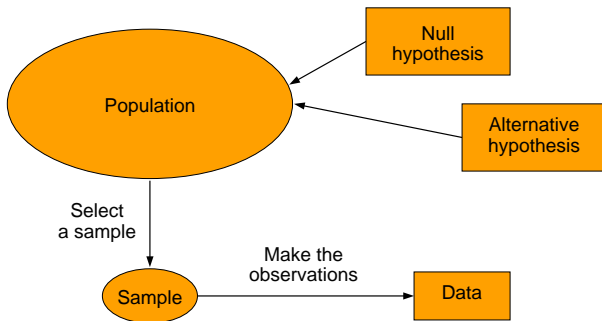 Null
hypothesis
Population
Alternative
hypothesis
Select
a sample
Make the
observations
Sample
Data